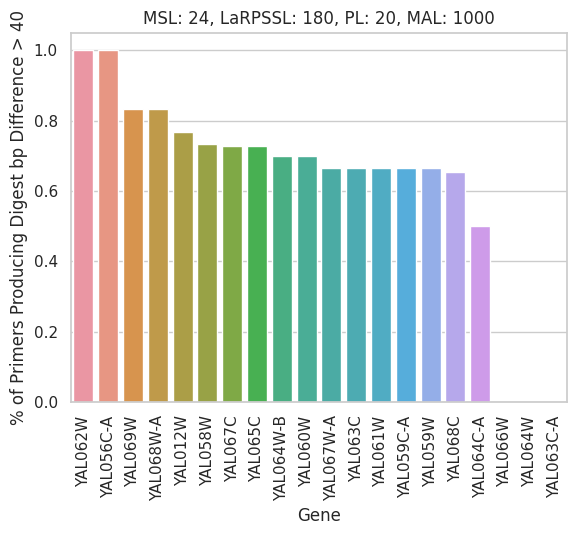 MSL: 24, LaRPSSL: 180, PL: 20, MAL: 1000
% of Primers Producing Digest bp Difference > 40
1.0
0.8
0.6
0.4
0.2
0.0
YAL062W
YAL056C-A
YAL069W
YAL068W-A
YAL012W
YAL058W
YAL067C
YAL065C
YAL064W-B
YAL060W
YAL067W-A
YAL063C
YAL061W
YAL059C-A
YAL059W
YAL068C
YAL064C-A
YAL066W
YAL064W
YAL063C-A
Gene